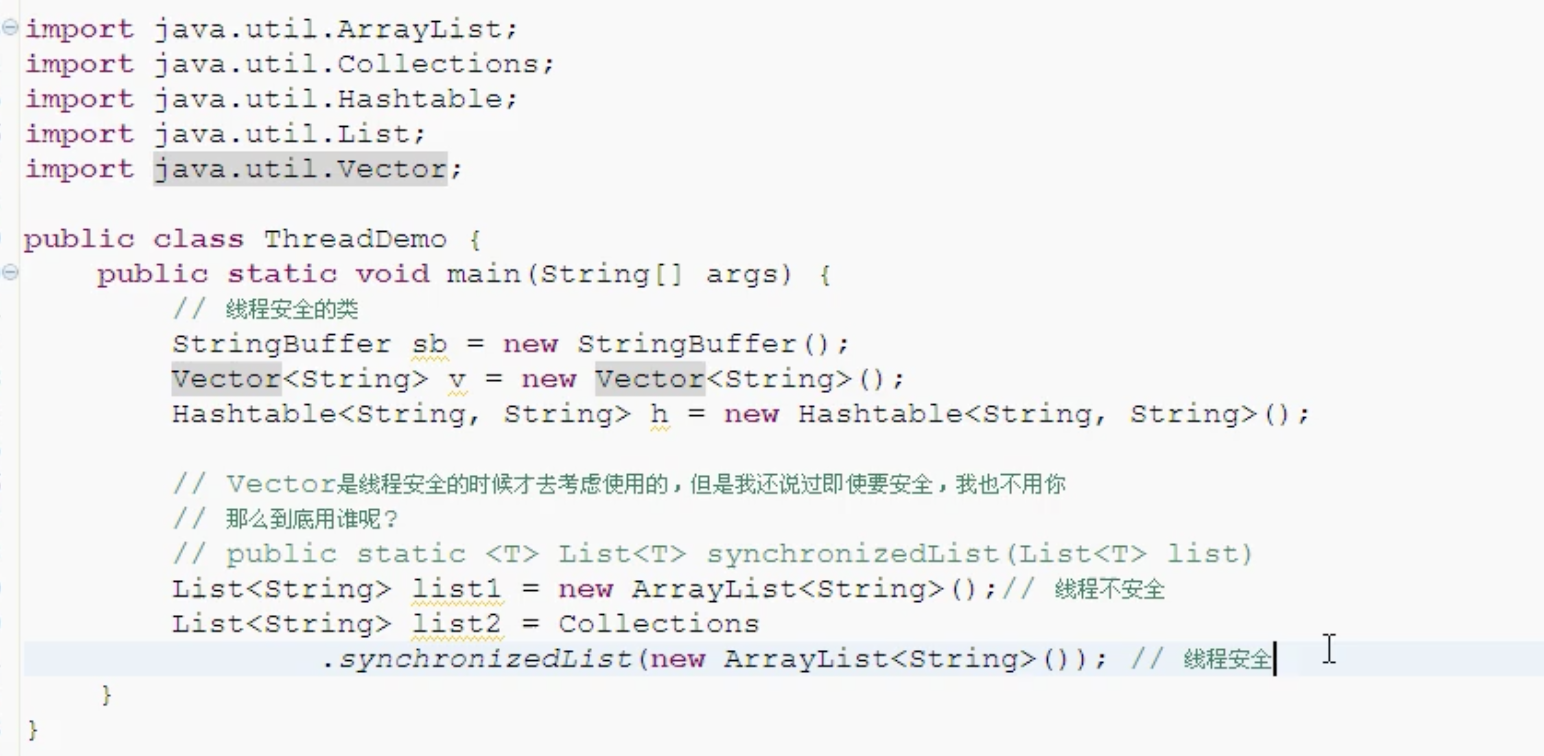 import java.util.ArrayList;
import java.util.Collections;
import java.util.Hashtable;
import java.util.List;
import java.util.Vector;
public class ThreadDemo {
public static void main(String[] args) {
// 线程安全的类
StringBuffer sb = new StringBuffer();
Vector<String> v = new Vector<String>();
Hashtable<String, String> h = new Hashtable<String, String>();
// Vector是线程安全的时候才去考虑使用的，但是我还说过即使要安全，我也不用你
// 那么到底用谁呢？
// public static <T> List<T> synchronizedList(List<T> list)
List<String> list1 = new ArrayList<String>();// 线程不安全
List<String> list2 = Collections
.synchronizedList(new ArrayList<String>()); // 线程安全
}
}